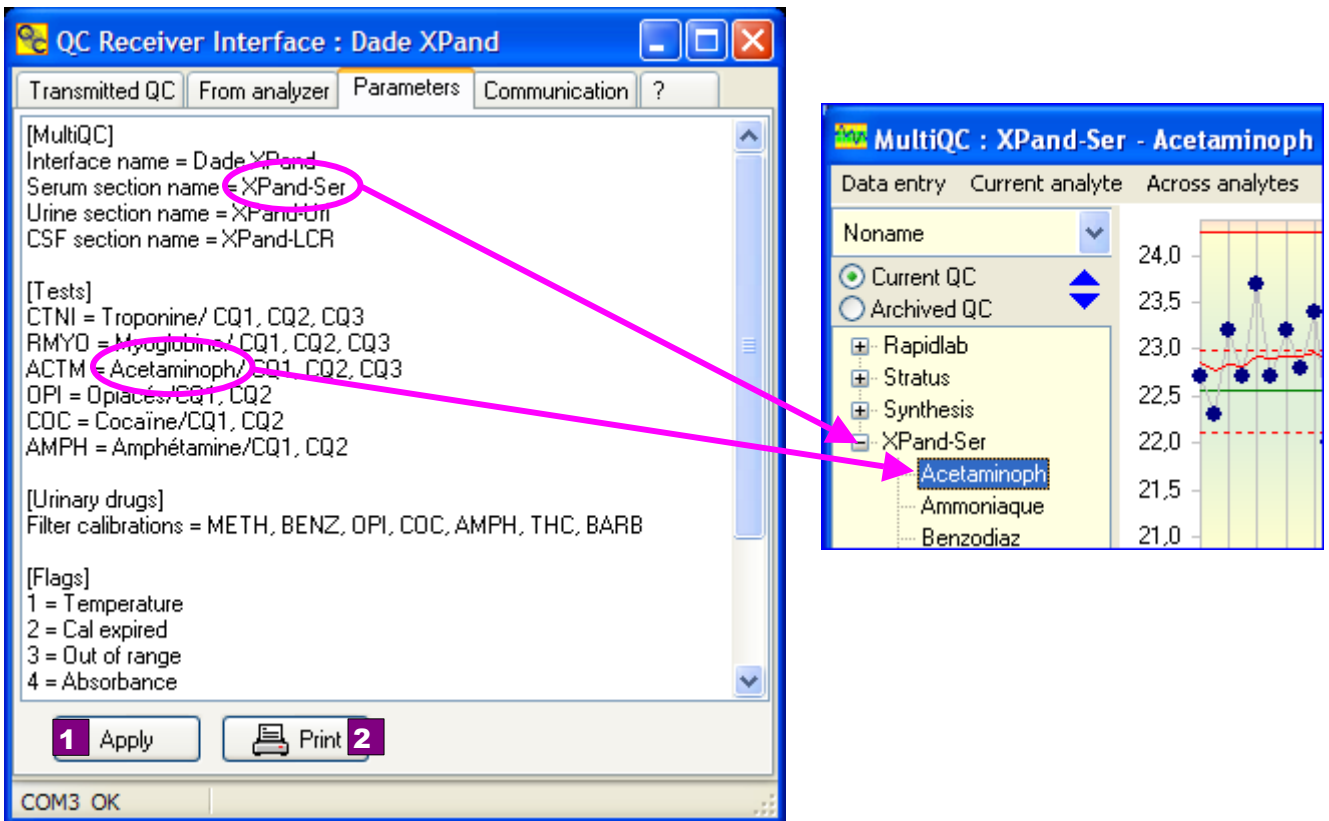 QC Receiver Interface : Dade XPand
Transmitted QC From analyzer Parameters Communication ?
[MultiQC]
Interface name = Dade XPand
Serum section name = XPand-Ser
Urine section name = XPand-Uri
CSF section name = XPand-LCR
[Tests]
CTNI = Troponine/ CQ1, CQ2, CQ3
RMYO = Myoglobine/ CQ1, CQ2, CQ3
ACTM = Acetaminoph/ CQ1, CQ2, CQ3
OPI = Opiacés/CQ1, CQ2
COC = Cocaïne/CQ1, CQ2
AMPH = Amphétamine/CQ1, CQ2
[Urinary drugs]
Filter calibrations = METH, BENZ, OPI, COC, AMPH, THC, BARB
[Flags]
1 = Temperature
2 = Cal expired
3 = Out of range
4 = Absorbance
1 Apply Print 2
COM3 OK
MultiQC : XPand-Ser - Acetaminoph
Data entry Current analyte Across analytes
Noname
Current QC
Archived QC
Rapidlab
Stratus
Synthesis
XPand-Ser
Acetaminoph
Ammoniaque
Benzodiaz
24,0
23,5
23,0
22,5
22,0
21,5
21,0